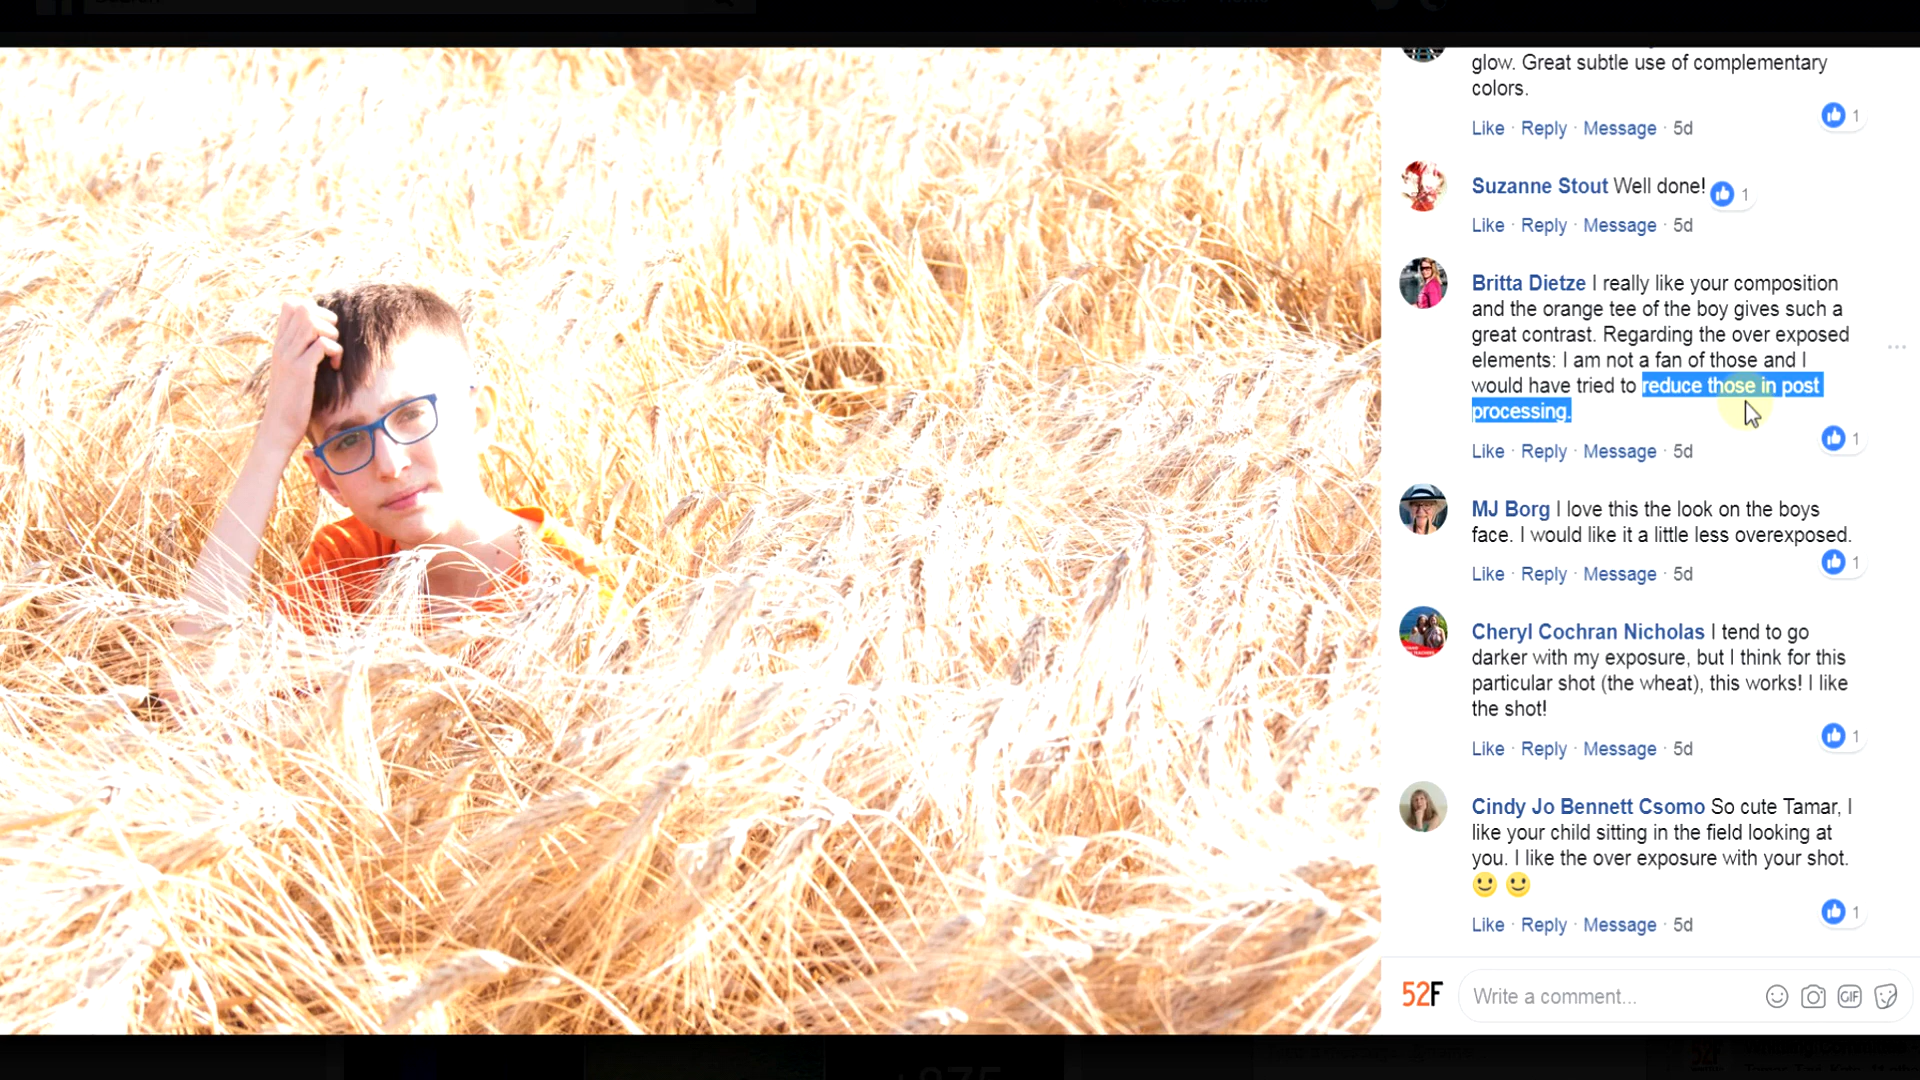 glow. Great subtle use of complementary
colors.
1
Like · Reply · Message · 5d
Suzanne Stout Well done! 1
Like · Reply · Message · 5d
Britta Dietze I really like your composition
and the orange tee of the boy gives such a
great contrast. Regarding the over exposed
elements: I am not a fan of those and I
would have tried to reduce those in post
processing.
1
Like · Reply · Message · 5d
MJ Borg I love this the look on the boys
face. I would like it a little less overexposed.
1
Like · Reply · Message · 5d
Cheryl Cochran Nicholas I tend to go
darker with my exposure, but I think for this
particular shot (the wheat), this works! I like
the shot!
1
Like · Reply · Message · 5d
Cindy Jo Bennett Csomo So cute Tamar, I
like your child sitting in the field looking at
you. I like the over exposure with your shot.
1
Like · Reply · Message · 5d
52F Write a comment... GIF